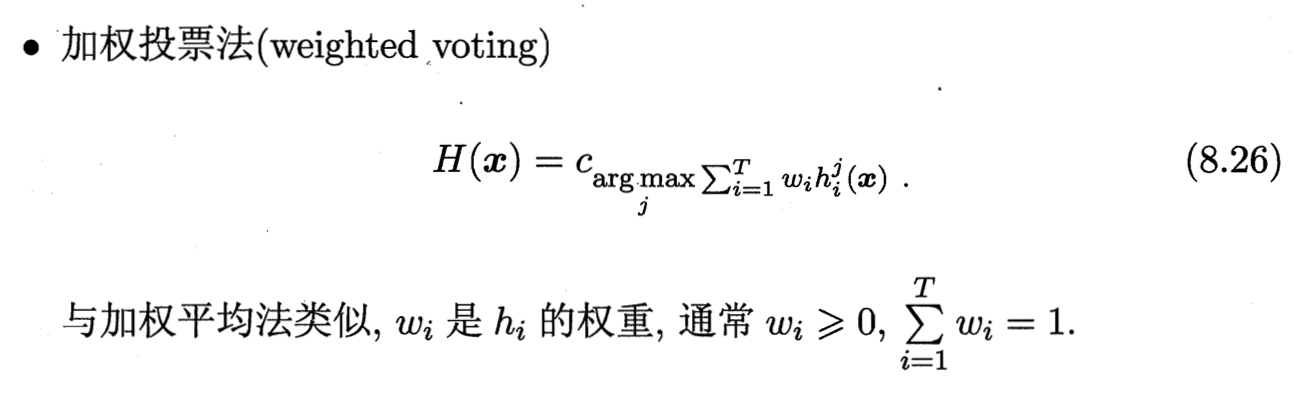 • 加权投票法(weighted voting)
$H(\boldsymbol{x}) = c_{\underset{j}{\arg\max} \sum_{i=1}^{T} w_i h_i^j(\boldsymbol{x})}$ . (8.26)
与加权平均法类似, $w_i$ 是 $h_i$ 的权重, 通常 $w_i \geqslant 0$, $\sum\limits_{i=1}^{T} w_i = 1$.